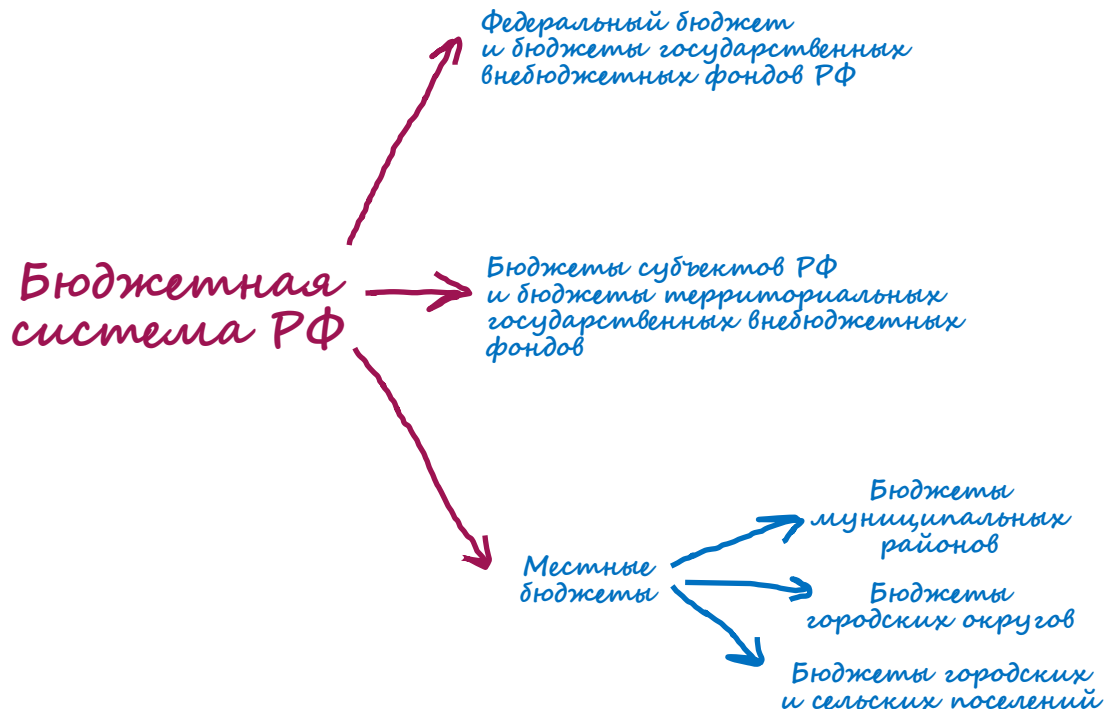 Федеральный бюджет
и бюджеты государственных
внебюджетных фондов РФ
Бюджетная
система РФ
Бюджеты субъектов РФ
и бюджеты территориальных
государственных внебюджетных
фондов
Местные
бюджеты
Бюджеты
муниципальных
районов
Бюджеты
городских округов
Бюджеты городских
и сельских поселений